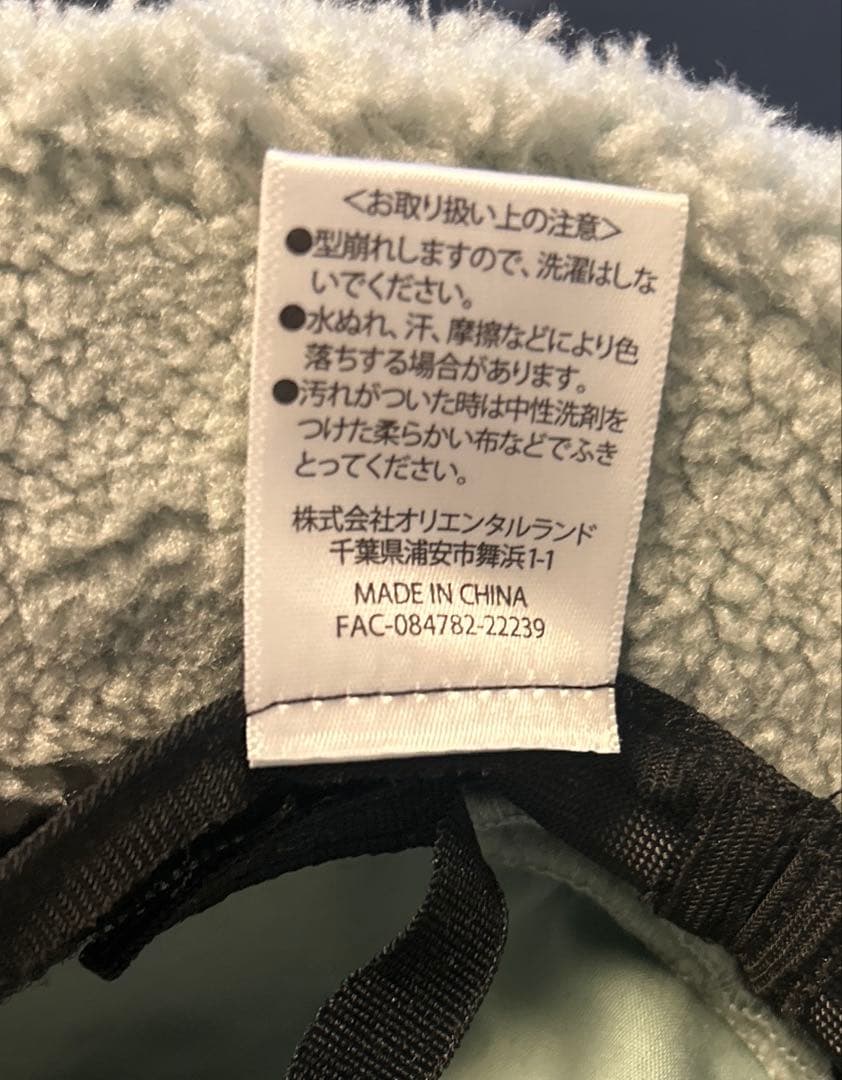 <お取り扱い上の注意>
●型崩れしますので、洗濯はしな
いでください。
●水ぬれ、汗、摩擦などにより色
落ちする場合があります。
●汚れがついた時は中性洗剤を
つけた柔らかい布などでふき
とってください。
株式会社オリエンタルランド
千葉県浦安市舞浜1-1
MADE IN CHINA
FAC-084782-22239